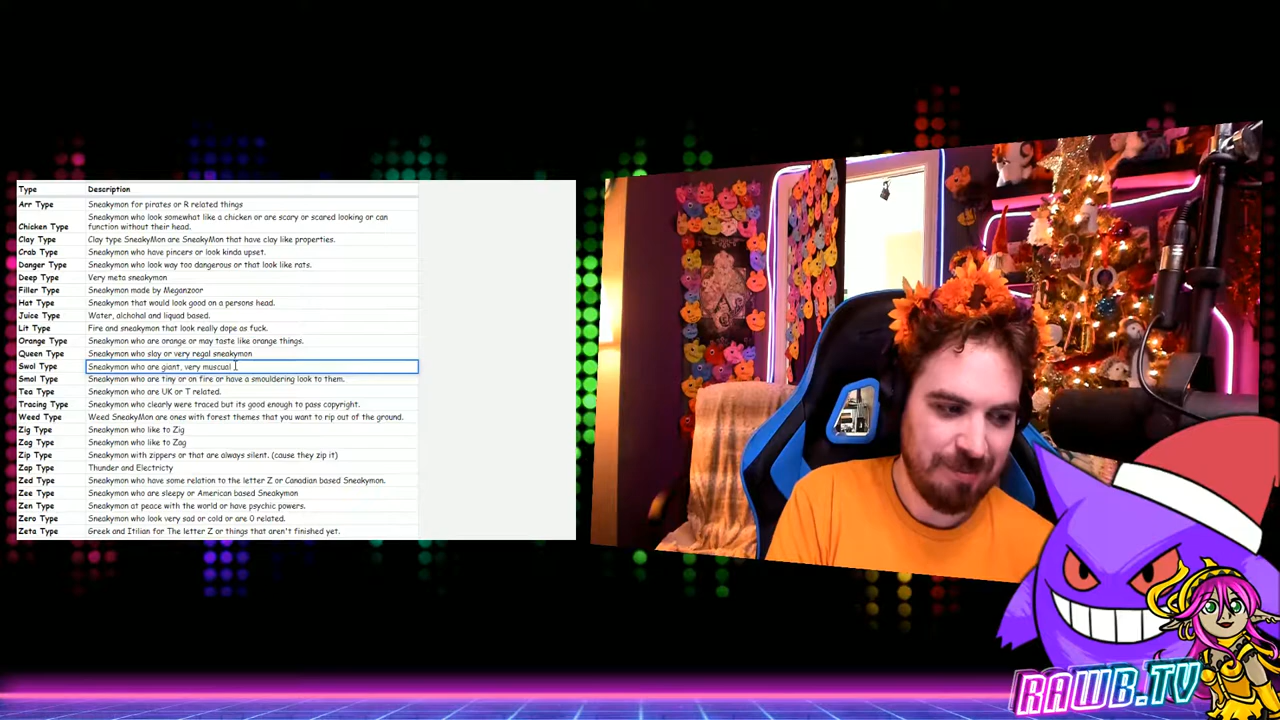 Type Description
Arr Type Sneakymon for pirates or R related things
Sneakymon who look somewhat like a chicken or are scary or scared looking or can
Chicken Type function without their head.
Clay Type Clay type SneakyMon are SneakyMon that have clay like properties.
Crab Type Sneakymon who have pincers or look kinda upset.
Danger Type Sneakymon who look way too dangerous or that look like rats.
Deep Type Very meta sneakymon
Filler Type Sneakymon made by Meganzoor
Hat Type Sneakymon that would look good on a persons head.
Juice Type Water, alchohal and liquad based.
Lit Type Fire and sneakymon that look really dope as fuck.
Orange Type Sneakymon who are orange or may taste like orange things.
Queen Type Sneakymon who slay or very regal sneakymon
Swol Type Sneakymon who are giant, very muscual
Smol Type Sneakymon who are tiny or on fire or have a smouldering look to them.
Tea Type Sneakymon who are UK or T related.
Tracing Type Sneakymon who clearly were traced but its good enough to pass copyright.
Weed Type Weed SneakyMon are ones with forest themes that you want to rip out of the ground.
Zig Type Sneakymon who like to Zig
Zag Type Sneakymon who like to Zag
Zip Type Sneakymon with zippers or that are always silent. (cause they zip it)
Zap Type Thunder and Electricty
Zed Type Sneakymon who have some relation to the letter Z or Canadian based Sneakymon.
Zee Type Sneakymon who are sleepy or American based Sneakymon
Zen Type Sneakymon at peace with the world or have psychic powers.
Zero Type Sneakymon who look very sad or cold or are 0 related.
Zeta Type Greek and Itilian for The letter Z or things that aren't finished yet.
RAWB.TV